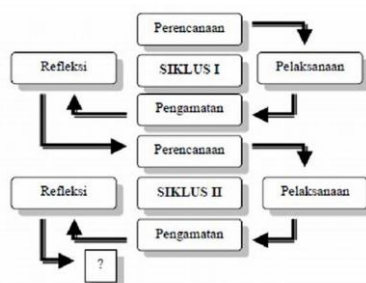 Perencanaan
Refleksi
SIKLUS I
Pelaksanaan
Pengamatan
Perencanaan
Refleksi
SIKLUS II
Pelaksanaan
Pengamatan
?